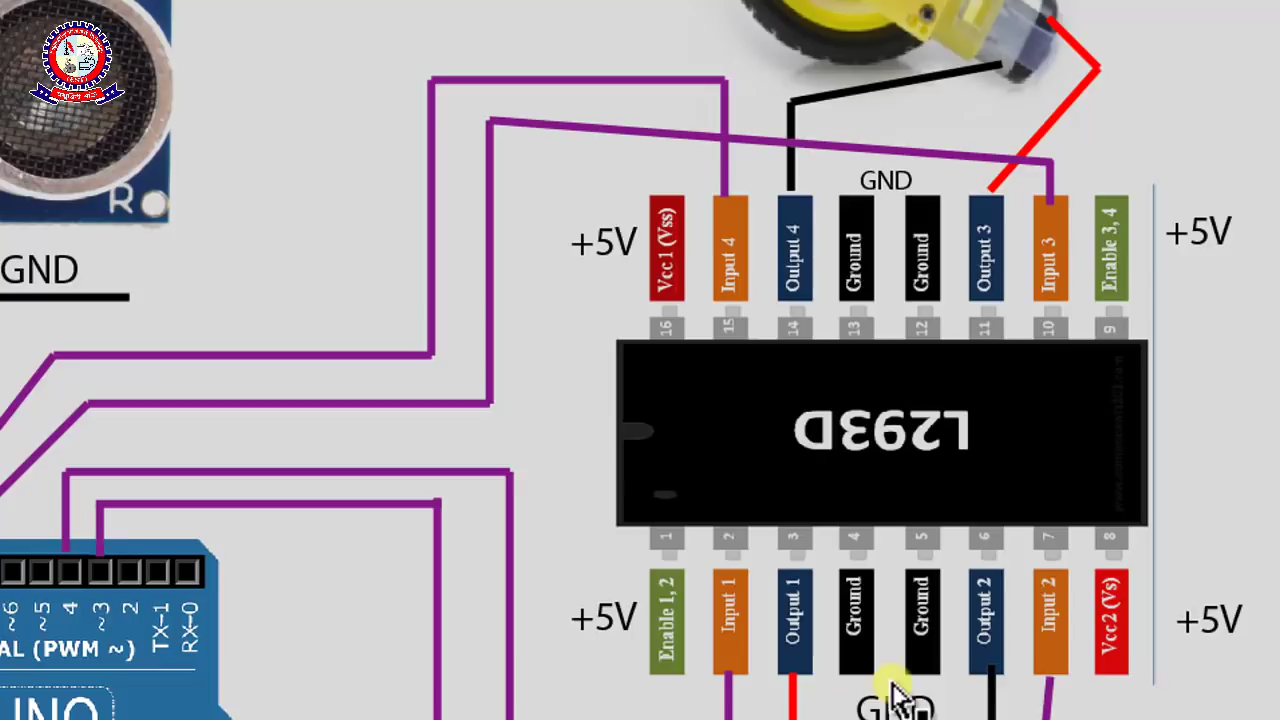 R
GND
GND
+5V
Vcc1 (Vss)
Input 4
Output 4
Ground
Ground
Output 3
Input 3
Enable 3, 4
+5V
16
15
14
13
12
11
10
9
L293D
1
2
3
4
5
6
7
8
+5V
Enable 1, 2
Input 1
Output 1
Ground
Ground
Output 2
Input 2
Vcc2 (Vs)
+5V
~6
~5
4
~3
2
TX→1
RX←0
AL (PWM ~)
UNO